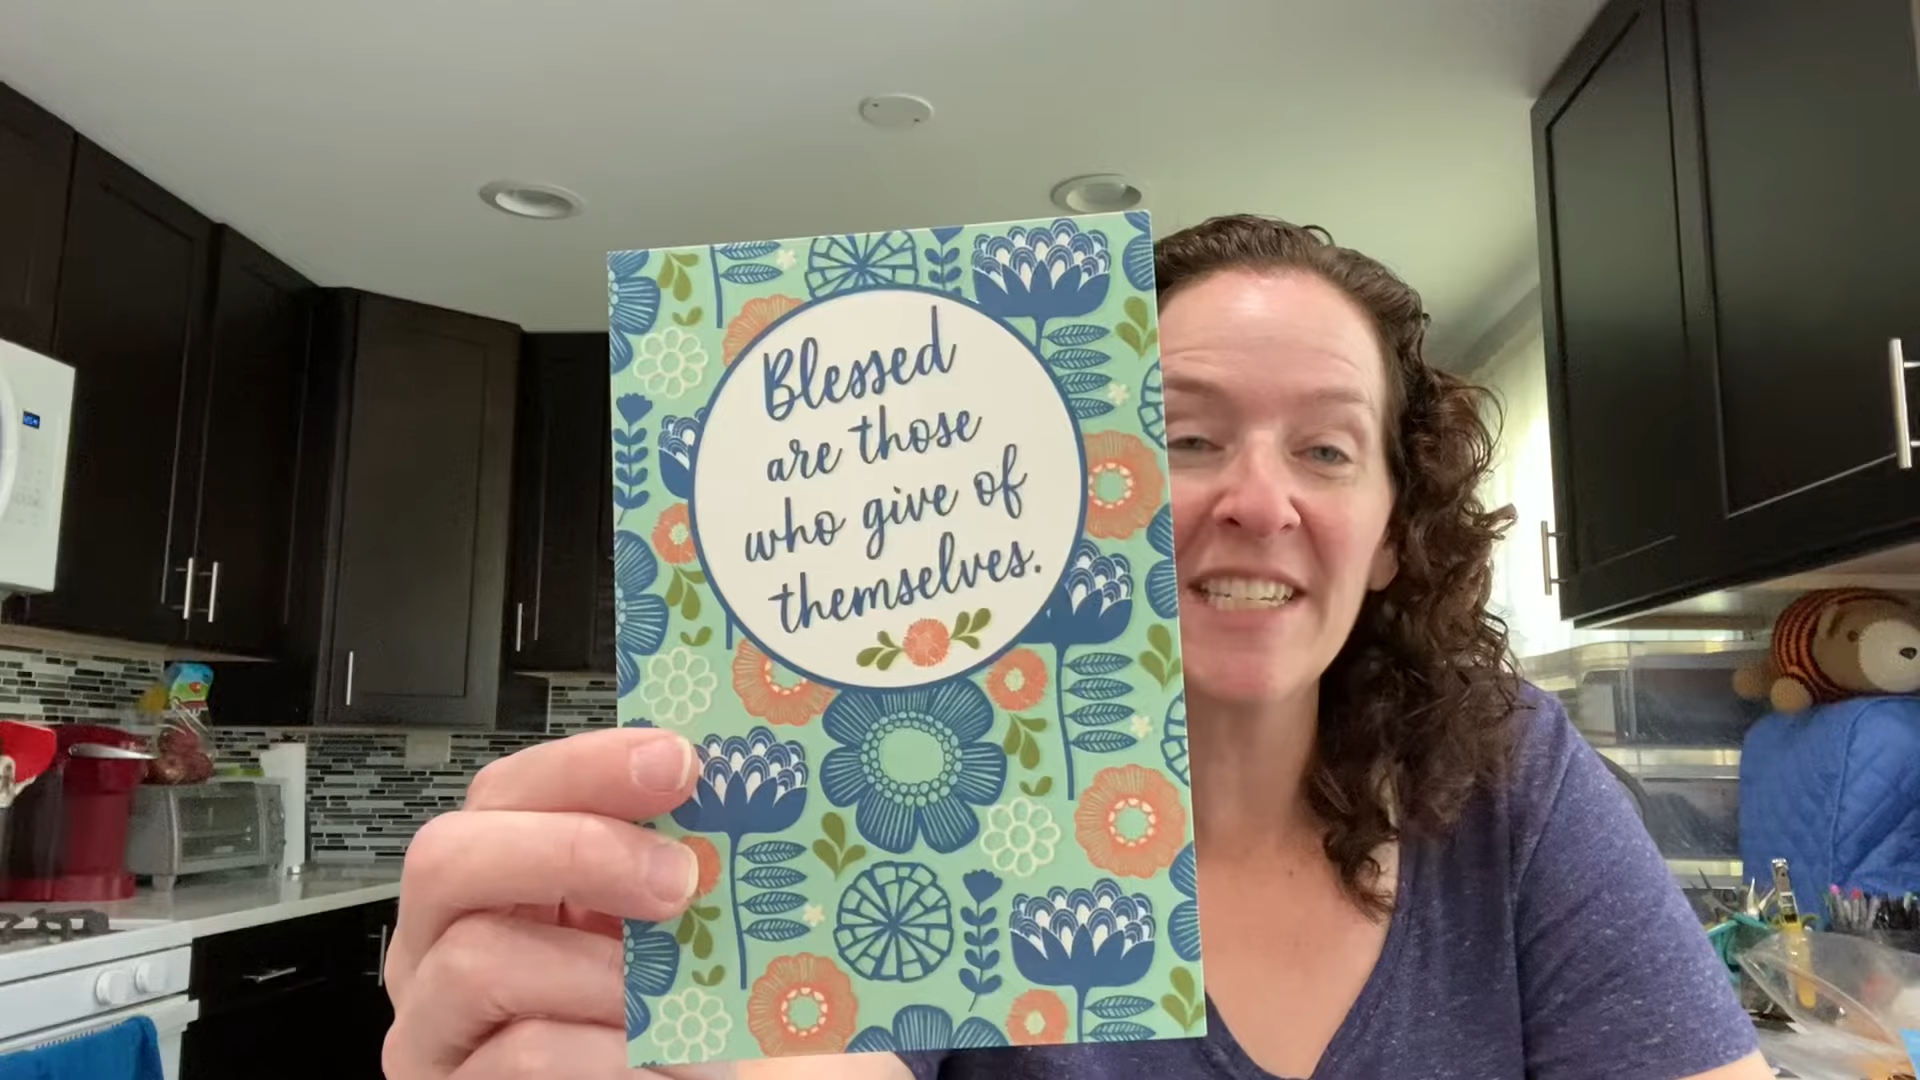 Blessed
are those
who give of
themselves.